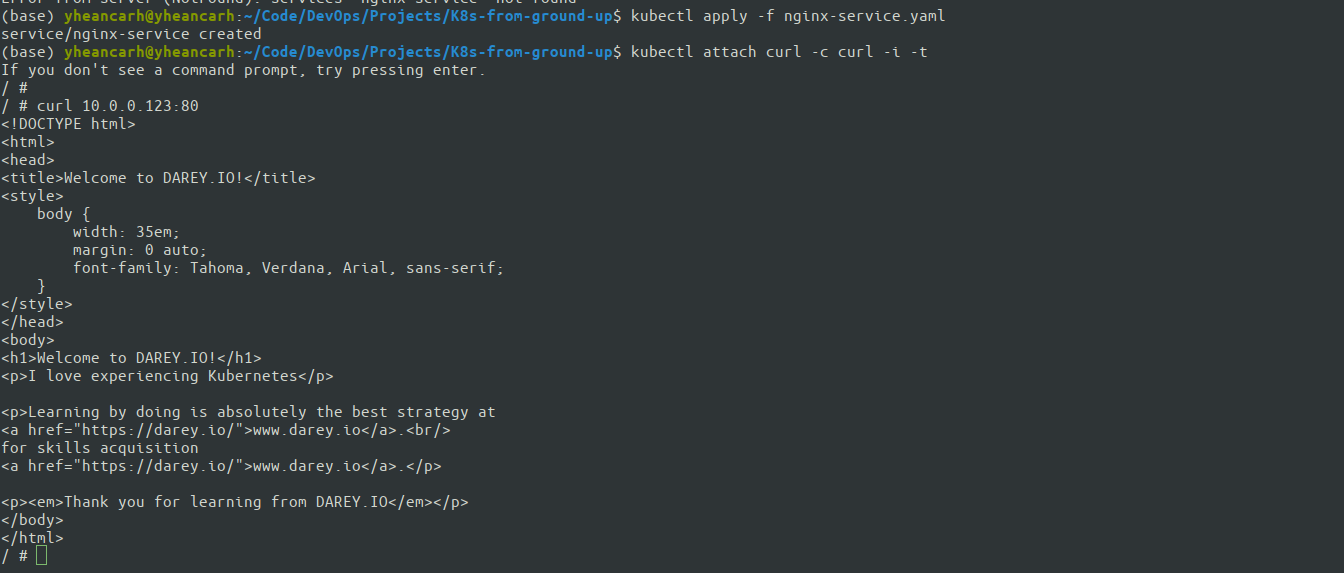 Error from server (NotFound): services "nginx-service" not found
(base) yheancarh@yheancarh:~/Code/DevOps/Projects/K8s-from-ground-up$ kubectl apply -f nginx-service.yaml
service/nginx-service created
(base) yheancarh@yheancarh:~/Code/DevOps/Projects/K8s-from-ground-up$ kubectl attach curl -c curl -i -t
If you don't see a command prompt, try pressing enter.
/ #
/ # curl 10.0.0.123:80
<!DOCTYPE html>
<html>
<head>
<title>Welcome to DAREY.IO!</title>
<style>
    body {
        width: 35em;
        margin: 0 auto;
        font-family: Tahoma, Verdana, Arial, sans-serif;
    }
</style>
</head>
<body>
<h1>Welcome to DAREY.IO!</h1>
<p>I love experiencing Kubernetes</p>

<p>Learning by doing is absolutely the best strategy at
<a href="https://darey.io/">www.darey.io</a>.<br/>
for skills acquisition
<a href="https://darey.io/">www.darey.io</a>.</p>

<p><em>Thank you for learning from DAREY.IO</em></p>
</body>
</html>
/ #